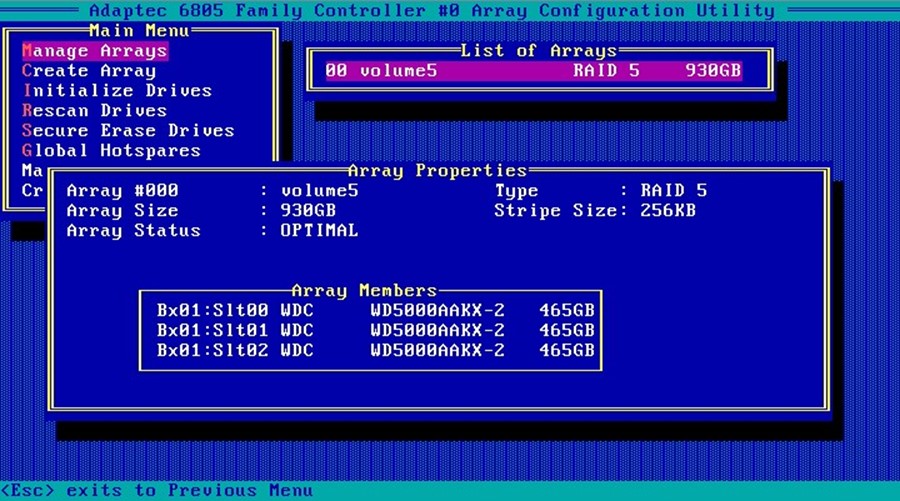 Adaptec 6805 Family Controller #0 Array Configuration Utility
Main Menu
Manage Arrays
Create Array
Initialize Drives
Rescan Drives
Secure Erase Drives
Global Hotspares
Ma
Cr
List of Arrays
00 volume5 RAID 5 930GB
Array Properties
Array #000 : volume5 Type : RAID 5
Array Size : 930GB Stripe Size: 256KB
Array Status : OPTIMAL
Array Members
Bx01:Slt00 WDC WD5000AAKX-2 465GB
Bx01:Slt01 WDC WD5000AAKX-2 465GB
Bx01:Slt02 WDC WD5000AAKX-2 465GB
<Esc> exits to Previous Menu